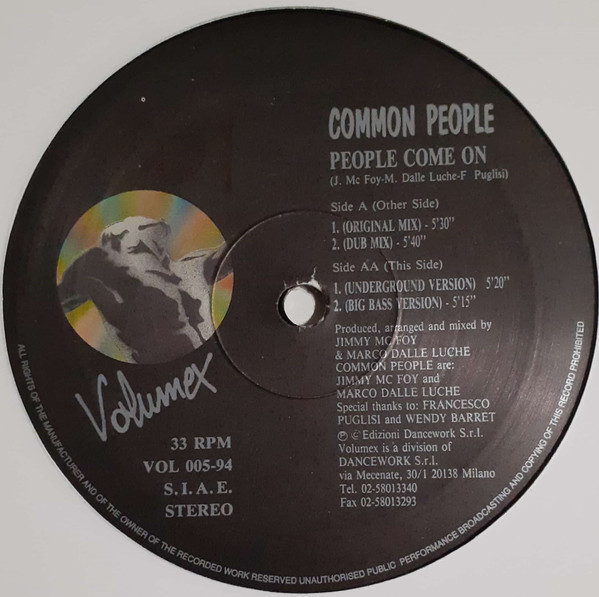 COMMON PEOPLE
PEOPLE COME ON
(J. Mc Foy-M. Dalle Luche-F Puglisi)
Side A (Other Side)
1. (ORIGINAL MIX) - 5'30"
2. (DUB MIX) - 5'40"
Side AA (This Side)
1. (UNDERGROUND VERSION) 5'20"
2. (BIG BASS VERSION) - 5'15"
Produced, arranged and mixed by
JIMMY MC FOY
& MARCO DALLE LUCHE
COMMON PEOPLE are:
JIMMY MC FOY and
MARCO DALLE LUCHE
Special thanks to: FRANCESCO
PUGLISI and WENDY BARRET
℗ © Edizioni Dancework S.r.l.
Volumex is a division of
DANCEWORK S.r.l.
via Mecenate, 30/1 20138 Milano
Tel. 02-58013340
Fax 02-58013293
Volumex
33 RPM
VOL 005-94
S.I.A.E.
STEREO
ALL RIGHTS OF THE MANUFACTURER AND OF THE OWNER OF THE RECORDED WORK RESERVED UNAUTHORISED PUBLIC PERFORMANCE BROADCASTING AND COPYING OF THIS RECORD PROHIBITED